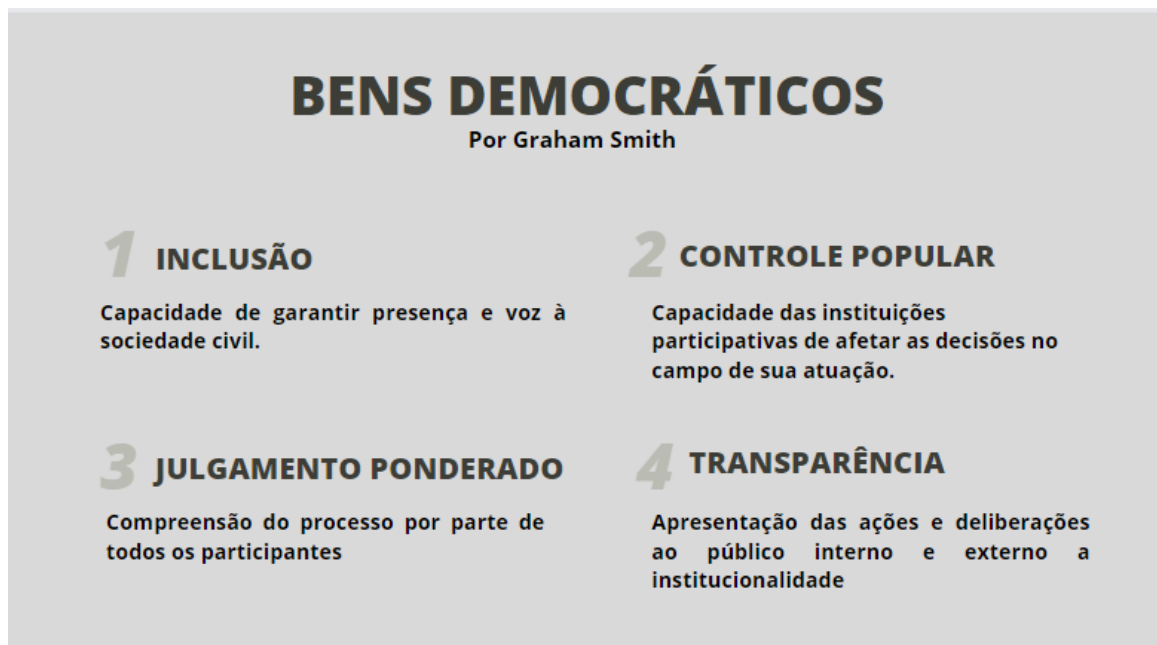 BENS DEMOCRÁTICOS
Por Graham Smith
1 INCLUSÃO
Capacidade de garantir presença e voz à
sociedade civil.
2 CONTROLE POPULAR
Capacidade das instituições
participativas de afetar as decisões no
campo de sua atuação.
3 JULGAMENTO PONDERADO
Compreensão do processo por parte de
todos os participantes
4 TRANSPARÊNCIA
Apresentação das ações e deliberações
ao público interno e externo a
institucionalidade